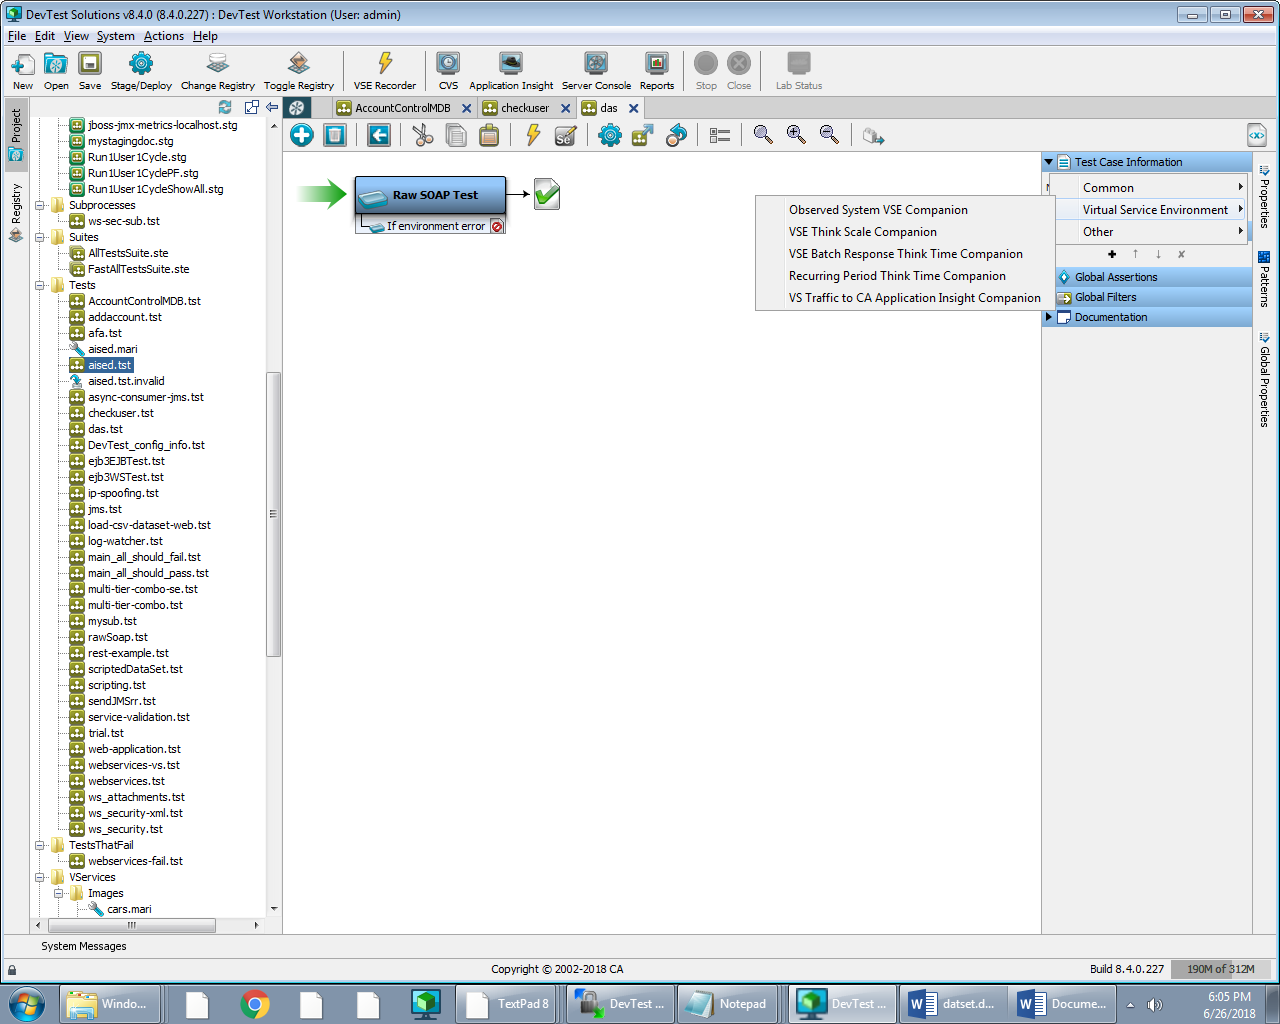 DevTest Solutions v8.4.0 (8.4.0.227) : DevTest Workstation (User: admin)
File Edit View System Actions Help
New Open Save Stage/Deploy Change Registry Toggle Registry VSE Recorder CVS Application Insight Server Console Reports Stop Close Lab Status
Project
Registry
AccountControlMDB checkuser das
jboss-jmx-metrics-localhost.stg
mystagingdoc.stg
Run1User1Cycle.stg
Run1User1CyclePF.stg
Run1User1CycleShowAll.stg
Subprocesses
ws-sec-sub.tst
Suites
AllTestsSuite.ste
FastAllTestsSuite.ste
Tests
AccountControlMDB.tst
addaccount.tst
afa.tst
aised.mari
aised.tst
aised.tst.invalid
async-consumer-jms.tst
checkuser.tst
das.tst
DevTest_config_info.tst
ejb3EJBTest.tst
ejb3WSTest.tst
ip-spoofing.tst
jms.tst
load-csv-dataset-web.tst
log-watcher.tst
main_all_should_fail.tst
main_all_should_pass.tst
multi-tier-combo-se.tst
multi-tier-combo.tst
mysub.tst
rawSoap.tst
rest-example.tst
scriptedDataSet.tst
scripting.tst
sendJMSrr.tst
service-validation.tst
trial.tst
web-application.tst
webservices-vs.tst
webservices.tst
ws_attachments.tst
ws_security-xml.tst
ws_security.tst
TestsThatFail
webservices-fail.tst
VServices
Images
cars.mari
Se
Raw SOAP Test
If environment error
Observed System VSE Companion
VSE Think Scale Companion
VSE Batch Response Think Time Companion
Recurring Period Think Time Companion
VS Traffic to CA Application Insight Companion
Test Case Information
Common
Virtual Service Environment
Other
Global Assertions
Global Filters
Documentation
Properties
Patterns
Global Properties
System Messages
Copyright © 2002-2018 CA
Build 8.4.0.227 190M of 312M
Windo... TextPad 8 DevTest ... Notepad DevTest ... datset.d... Docume...
6:05 PM
6/26/2018